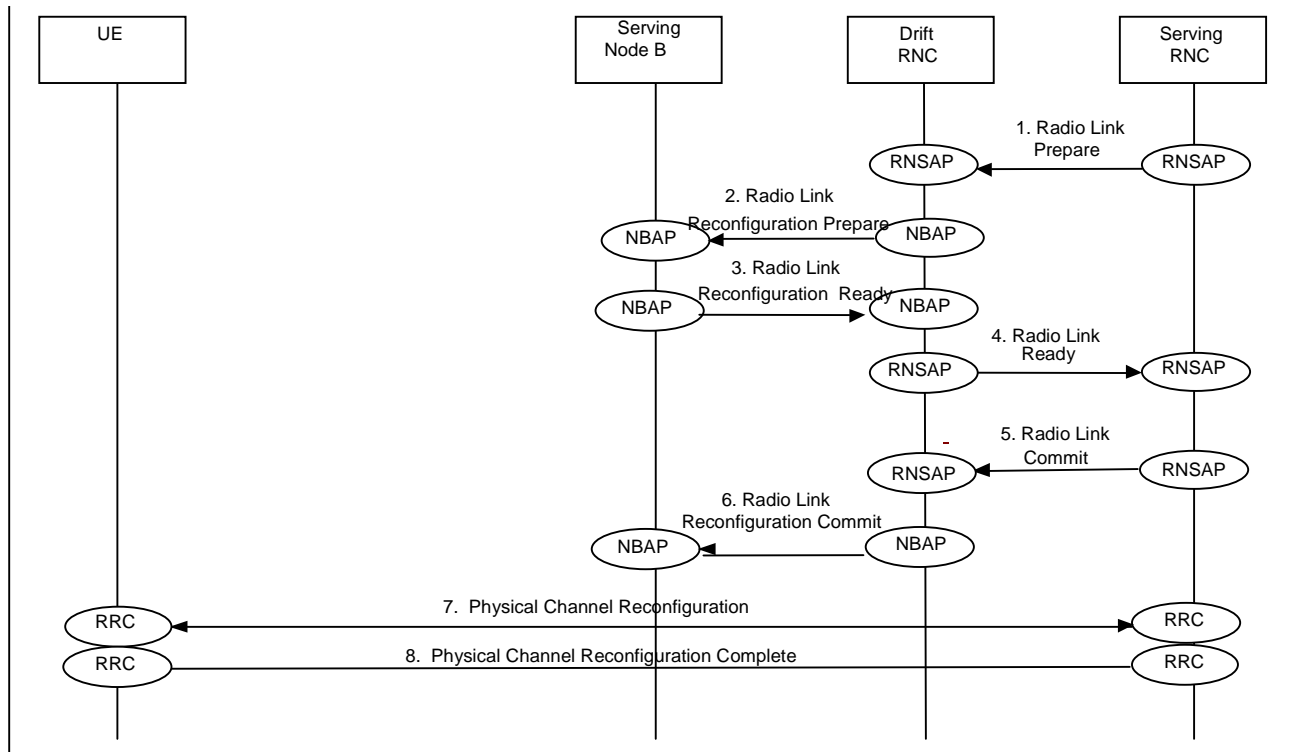 UE
Serving
Node B
Drift
RNC
Serving
RNC
1. Radio Link
Prepare
RNSAP
RNSAP
2. Radio Link
Reconfiguration Prepare
NBAP
NBAP
3. Radio Link
Reconfiguration Ready
NBAP
NBAP
4. Radio Link
Ready
RNSAP
RNSAP
5. Radio Link
Commit
RNSAP
RNSAP
6. Radio Link
Reconfiguration Commit
NBAP
NBAP
7. Physical Channel Reconfiguration
RRC
RRC
8. Physical Channel Reconfiguration Complete
RRC
RRC